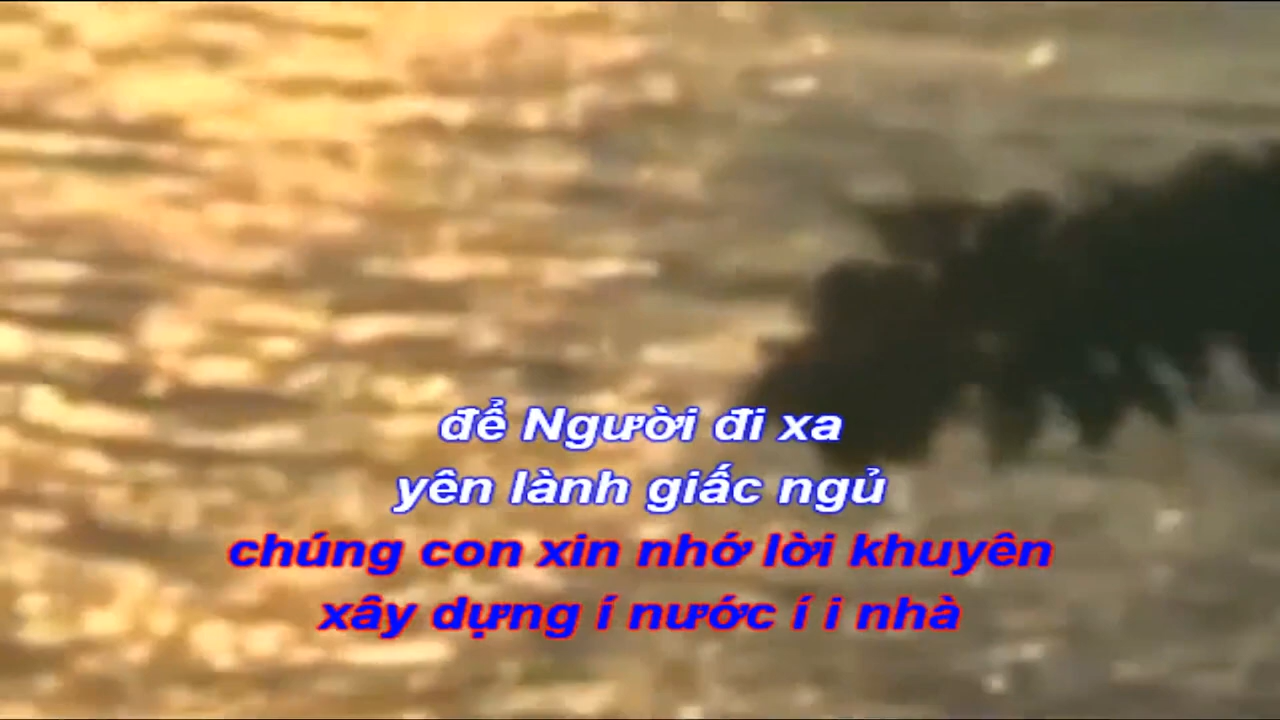 để Người đi xa
yên lành giấc ngủ
chúng con xin nhớ lời khuyên
xây dựng í nước í i nhà